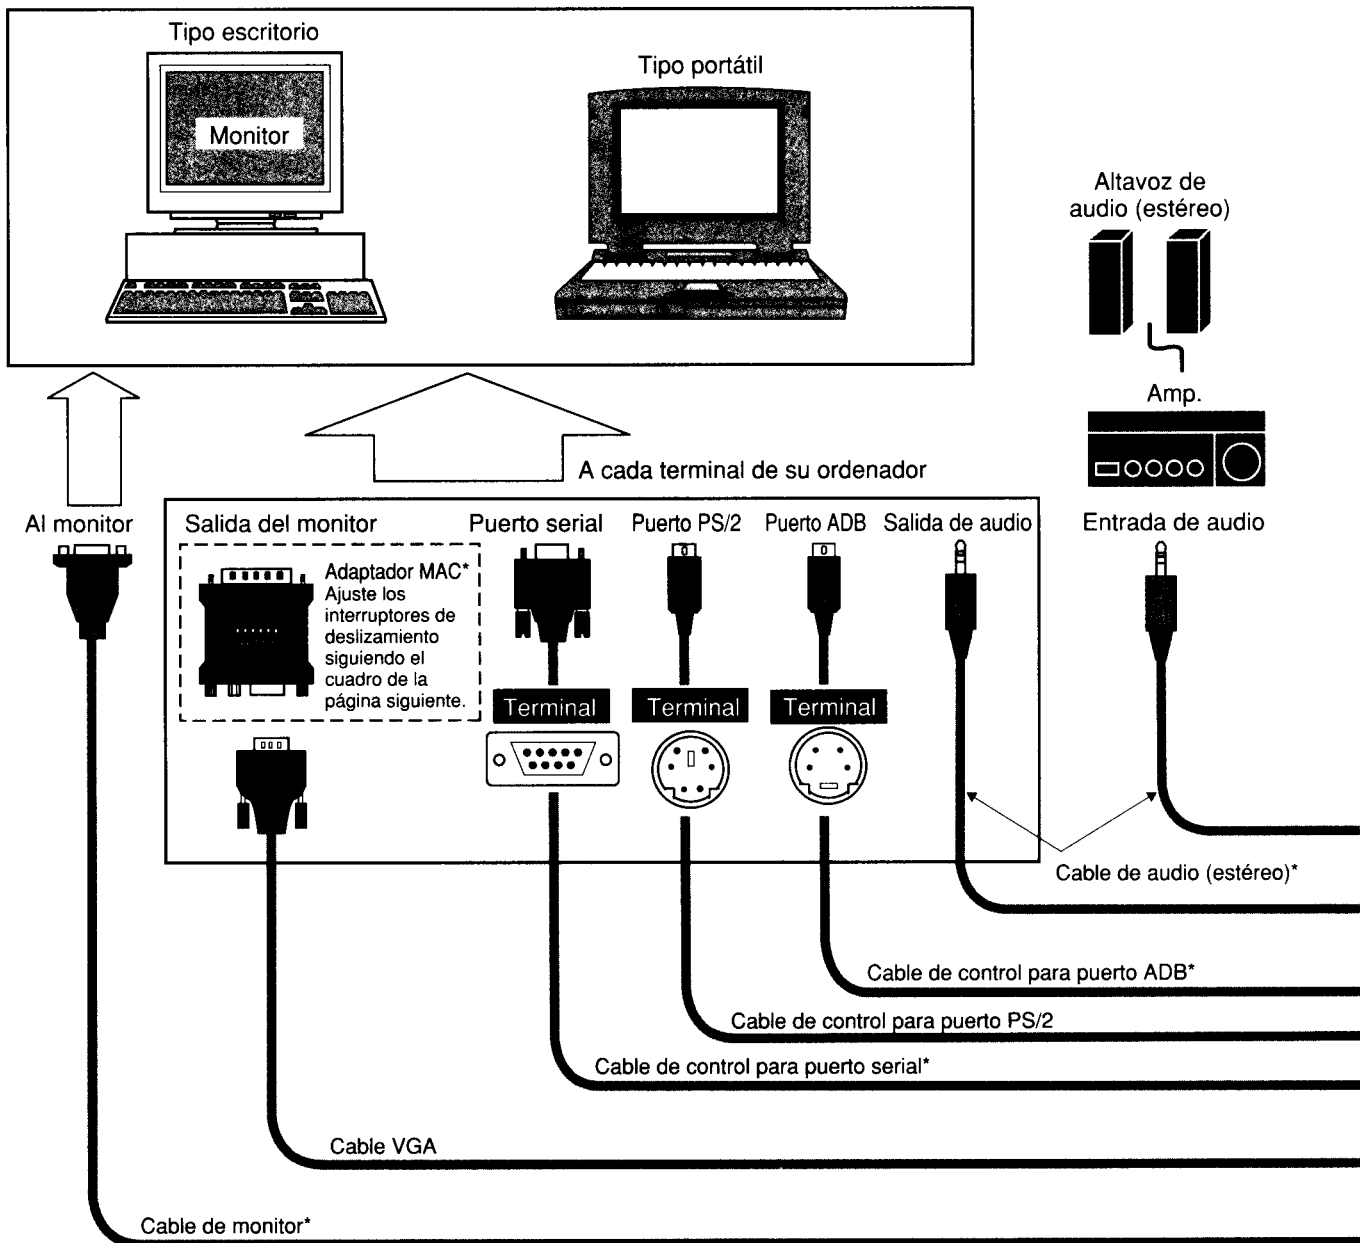 Tipo escritorio
Monitor
Tipo portátil
Altavoz de
audio (estéreo)
Amp.
A cada terminal de su ordenador
Al monitor
Salida del monitor
Puerto serial
Puerto PS/2
Puerto ADB
Salida de audio
Entrada de audio
Adaptador MAC*
Ajuste los
interruptores de
deslizamiento
siguiendo el
cuadro de la
página siguiente.
Terminal
Terminal
Terminal
Cable de audio (estéreo)*
Cable de control para puerto ADB*
Cable de control para puerto PS/2
Cable de control para puerto serial*
Cable VGA
Cable de monitor*